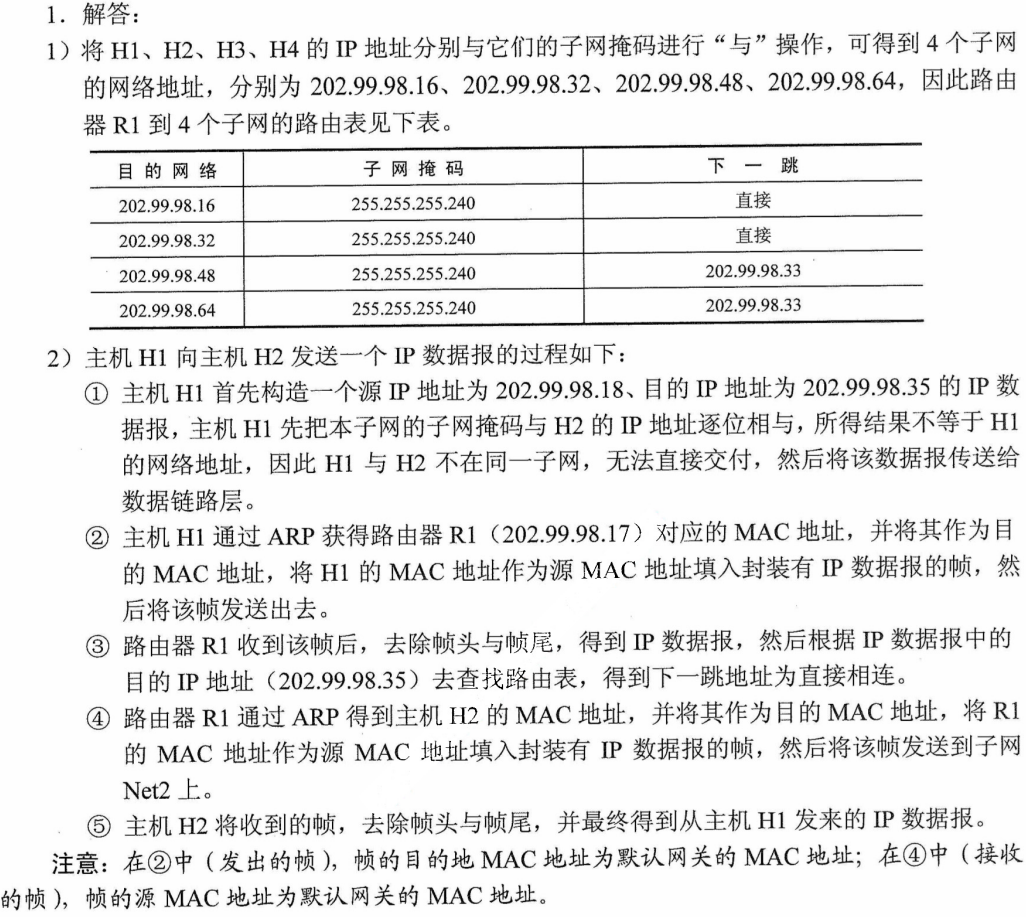 1. 解答：
1）将 H1、H2、H3、H4 的 IP 地址分别与它们的子网掩码进行“与”操作，可得到 4 个子网
的网络地址，分别为 202.99.98.16、202.99.98.32、202.99.98.48、202.99.98.64，因此路由
器 R1 到 4 个子网的路由表见下表。
目的网络 子网掩码 下一跳
202.99.98.16 255.255.255.240 直接
202.99.98.32 255.255.255.240 直接
202.99.98.48 255.255.255.240 202.99.98.33
202.99.98.64 255.255.255.240 202.99.98.33
2）主机 H1 向主机 H2 发送一个 IP 数据报的过程如下：
① 主机 H1 首先构造一个源 IP 地址为 202.99.98.18、目的 IP 地址为 202.99.98.35 的 IP 数
据报，主机 H1 先把本子网的子网掩码与 H2 的 IP 地址逐位相与，所得结果不等于 H1
的网络地址，因此 H1 与 H2 不在同一子网，无法直接交付，然后将该数据报传送给
数据链路层。
② 主机 H1 通过 ARP 获得路由器 R1（202.99.98.17）对应的 MAC 地址，并将其作为目
的 MAC 地址，将 H1 的 MAC 地址作为源 MAC 地址填入封装有 IP 数据报的帧，然
后将该帧发送出去。
③ 路由器 R1 收到该帧后，去除帧头与帧尾，得到 IP 数据报，然后根据 IP 数据报中的
目的 IP 地址（202.99.98.35）去查找路由表，得到下一跳地址为直接相连。
④ 路由器 R1 通过 ARP 得到主机 H2 的 MAC 地址，并将其作为目的 MAC 地址，将 R1
的 MAC 地址作为源 MAC 地址填入封装有 IP 数据报的帧，然后将该帧发送到子网
Net2 上。
⑤ 主机 H2 将收到的帧，去除帧头与帧尾，并最终得到从主机 H1 发来的 IP 数据报。
注意：在②中（发出的帧），帧的目的地 MAC 地址为默认网关的 MAC 地址；在④中（接收
的帧），帧的源 MAC 地址为默认网关的 MAC 地址。